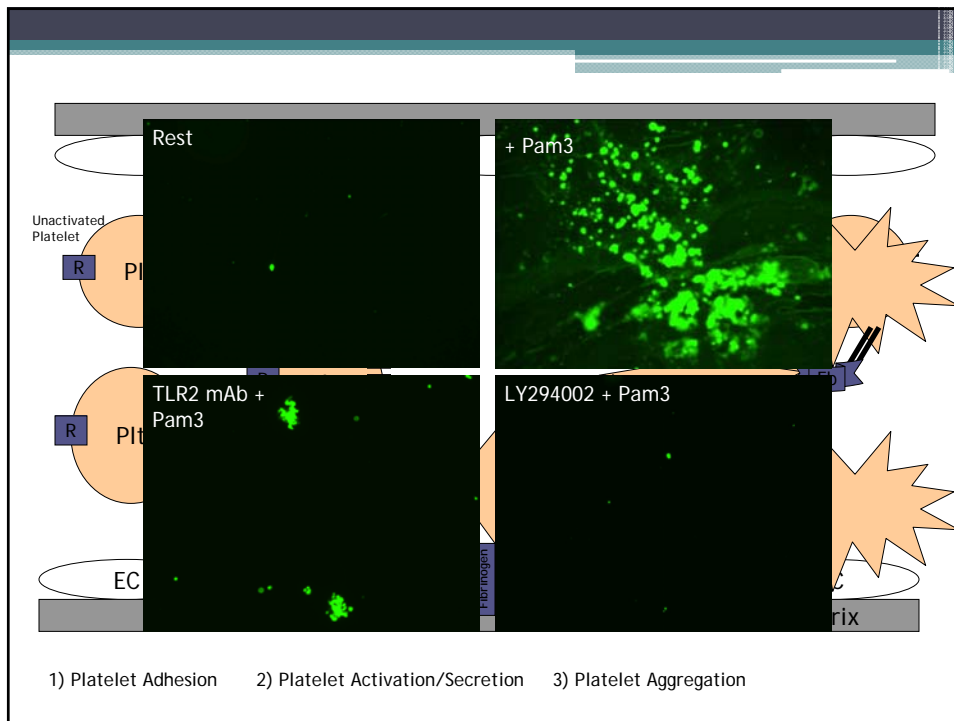 Rest
+ Pam3
Unactivated
Platelet
R
Pl
TLR2 mAb +
Pam3
LY294002 + Pam3
R
Plt
Fibrinogen
EC
rix
1) Platelet Adhesion 2) Platelet Activation/Secretion 3) Platelet Aggregation